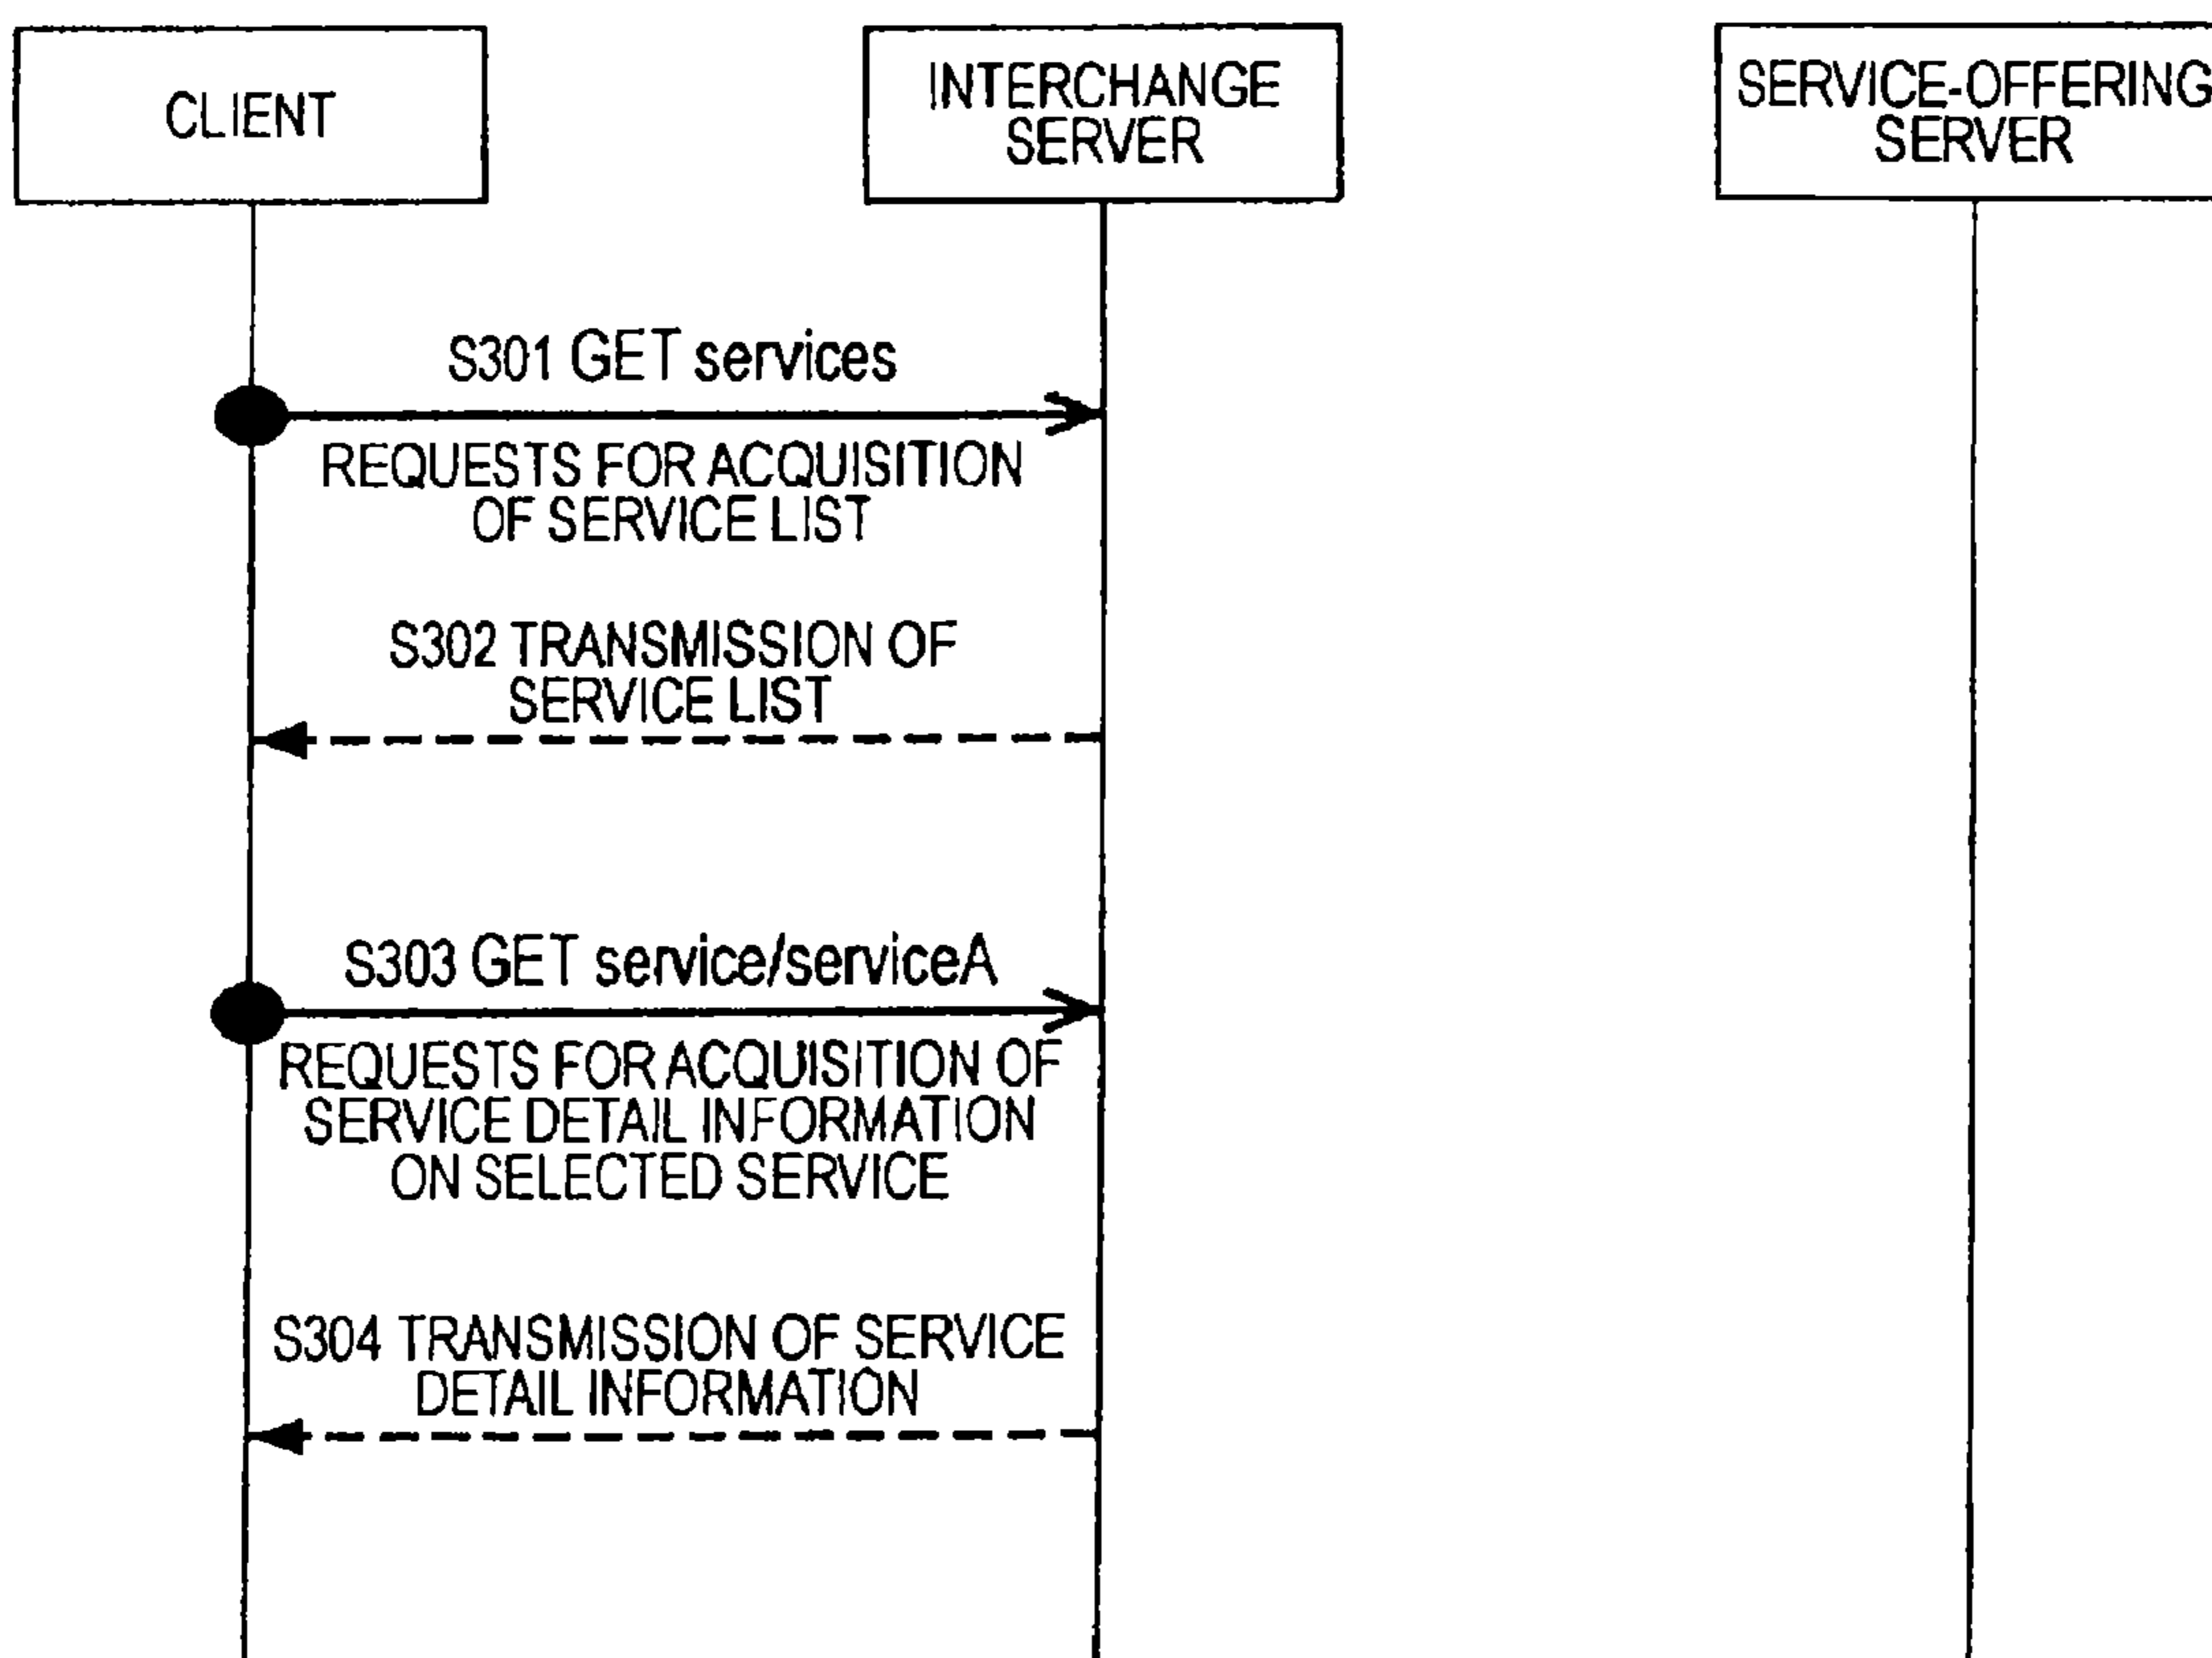 CLIENT
INTERCHANGE
SERVER
SERVICE-OFFERING
SERVER
S301 GET services
REQUESTS FOR ACQUISITION
OF SERVICE LIST
S302 TRANSMISSION OF
SERVICE LIST
S303 GET service/serviceA
REQUESTS FOR ACQUISITION OF
SERVICE DETAIL INFORMATION
ON SELECTED SERVICE
S304 TRANSMISSION OF SERVICE
DETAIL INFORMATION